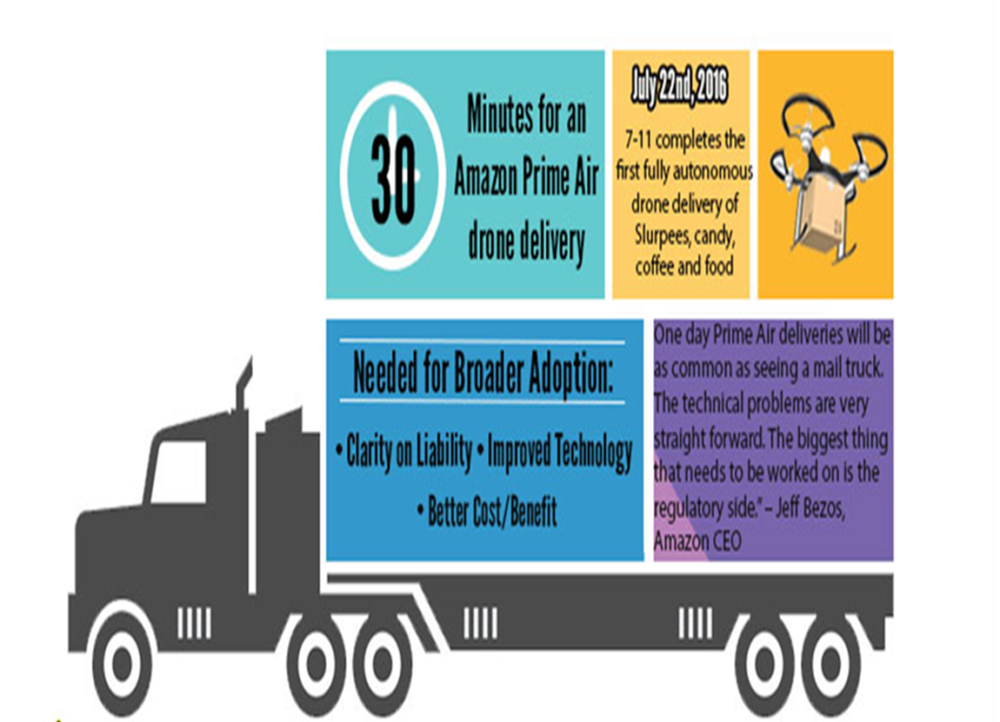 30
Minutes for an
Amazon Prime Air
drone delivery
July 22nd, 2016
7-11 completes the
first fully autonomous
drone delivery of
Slurpees, candy,
coffee and food
Needed for Broader Adoption:
• Clarity on Liability • Improved Technology
• Better Cost/Benefit
One day Prime Air deliveries will be
as common as seeing a mail truck.
The technical problems are very
straight forward. The biggest thing
that needs to be worked on is the
regulatory side.” – Jeff Bezos,
Amazon CEO